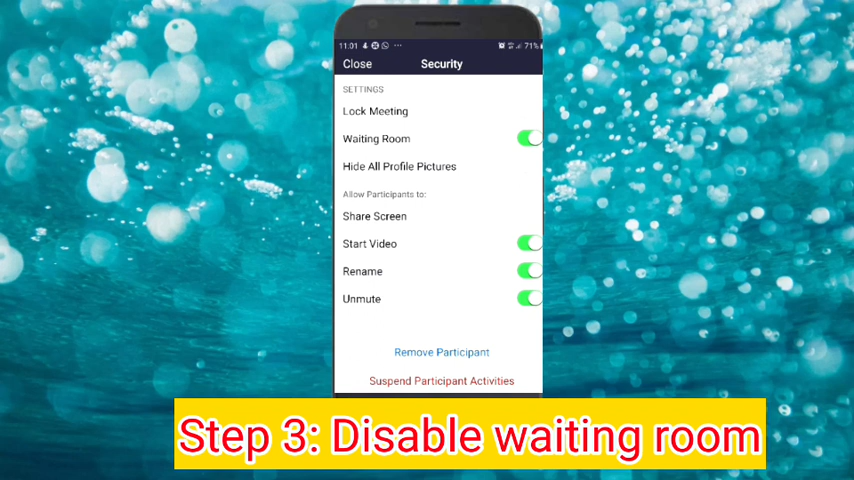 11:01 ... 71%
Close Security
SETTINGS
Lock Meeting
Waiting Room
Hide All Profile Pictures
Allow Participants to:
Share Screen
Start Video
Rename
Unmute
Remove Participant
Suspend Participant Activities
Step 3: Disable waiting room